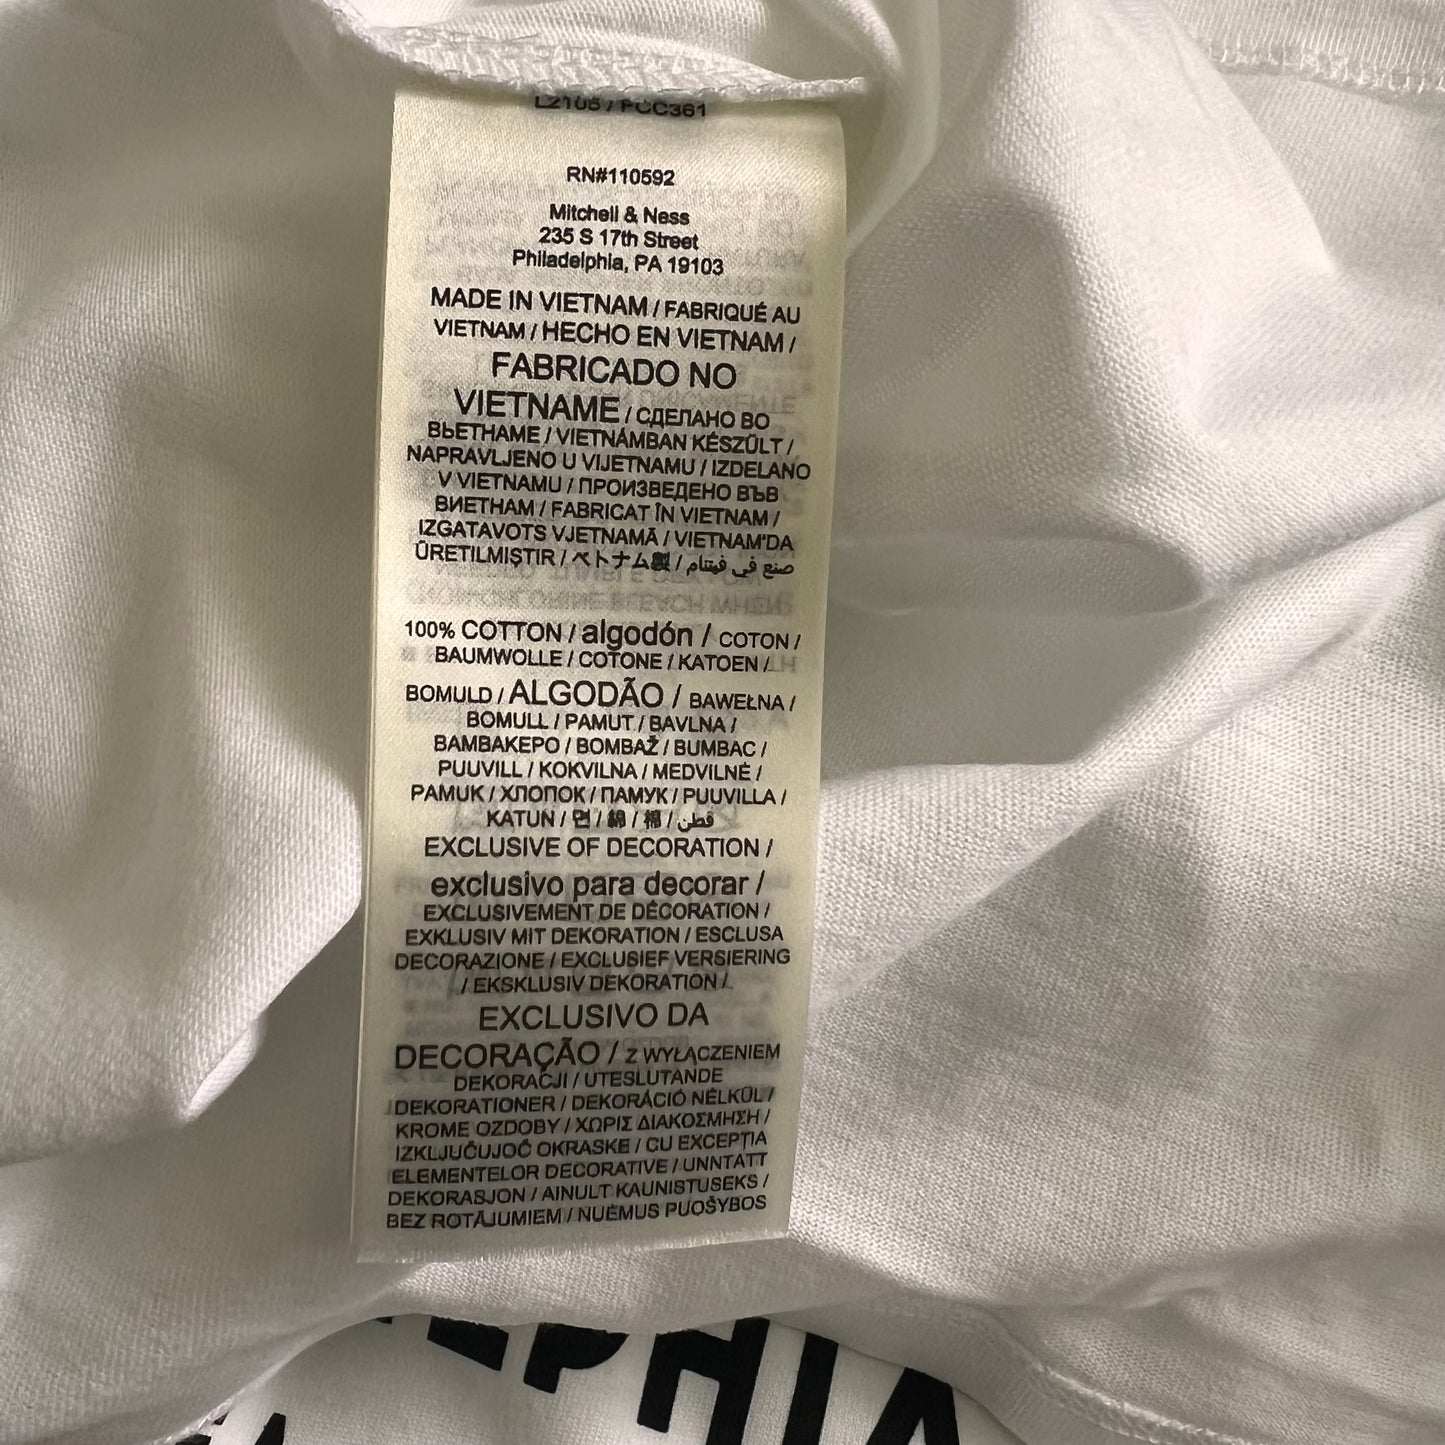 L2105 / PCC361
RN#110592
Mitchell & Ness
235 S 17th Street
Philadelphia, PA 19103
MADE IN VIETNAM / FABRIQUÉ AU
VIETNAM / HECHO EN VIETNAM /
FABRICADO NO
VIETNAME / СДЕЛАНО ВО
ВЬЕТНАМЕ / VIETNÁMBAN KÉSZÜLT /
NAPRAVLJENO U VIJETNAMU / IZDELANO
V VIETNAMU / ПРОИЗВЕДЕНО ВЪВ
ВИЕТНАМ / FABRICAT ÎN VIETNAM /
IZGATAVOTS VJETNAMĀ / VIETNAM'DA
ÜRETILMIŞTIR / ベトナム製 / صنع في فيتنام
100% COTTON / algodón / COTON /
BAUMWOLLE / COTONE / KATOEN /
BOMULD / ALGODÃO / BAWEŁNA /
BOMULL / PAMUT / BAVLNA /
ΒΑΜΒΑΚΕΡΟ / BOMBAŽ / BUMBAC /
PUUVILL / KOKVILNA / MEDVILNĖ /
PAMUK / ХЛОПОК / ПАМУК / PUUVILLA /
KATUN / 면 / 綿 / 棉 / قطن
EXCLUSIVE OF DECORATION /
exclusivo para decorar /
EXCLUSIVEMENT DE DÉCORATION /
EXKLUSIV MIT DEKORATION / ESCLUSA
DECORAZIONE / EXCLUSIEF VERSIERING
/ EKSKLUSIV DEKORATION /
EXCLUSIVO DA
DECORAÇÃO / Z WYŁĄCZENIEM
DEKORACJI / UTESLUTANDE
DEKORATIONER / DEKORÁCIÓ NÉLKÜL /
KROME OZDOBY / ΧΩΡΙΣ ΔΙΑΚΟΣΜΗΣΗ /
IZKLJUČUJOČ OKRASKE / CU EXCEPȚIA
ELEMENTELOR DECORATIVE / UNNTATT
DEKORASJON / AINULT KAUNISTUSEKS /
BEZ ROTĀJUMIEM / NUĖMUS PUOŠYBOS